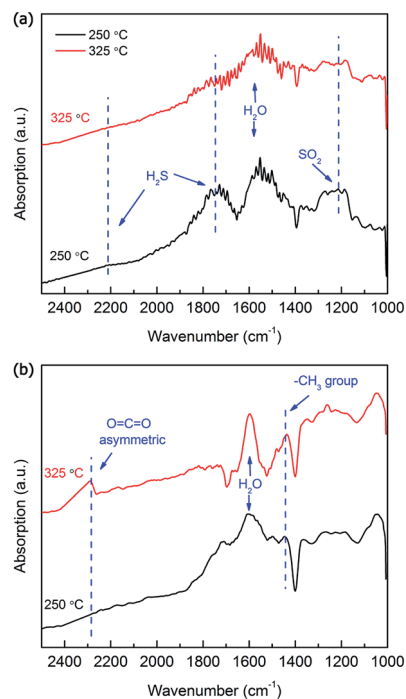 (a)
250 °C
325 °C
325 °C
H₂O
H₂S
SO₂
250 °C
Absorption (a.u.)
2400 2200 2000 1800 1600 1400 1200 1000
Wavenumber (cm⁻¹)
(b)
-CH₃ group
O=C=O
asymmetric
325 °C
H₂O
250 °C
Absorption (a.u.)
2400 2200 2000 1800 1600 1400 1200 1000
Wavenumber (cm⁻¹)